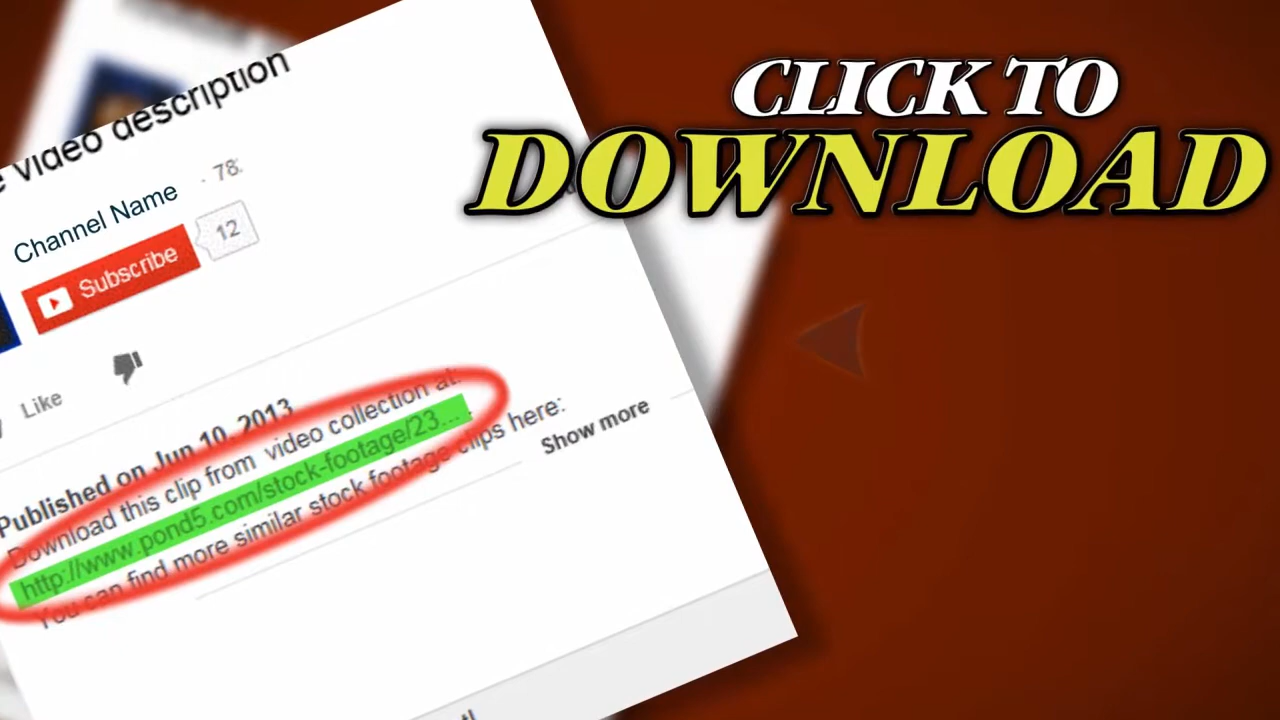 CLICK TO
DOWNLOAD
video description
Channel Name
78
Subscribe
12
Like
Published on Jun 10, 2013
Download this clip from video collection at:
http://www.pond5.com/stock-footage/23...
You can find more similar stock footage clips here:
Show more